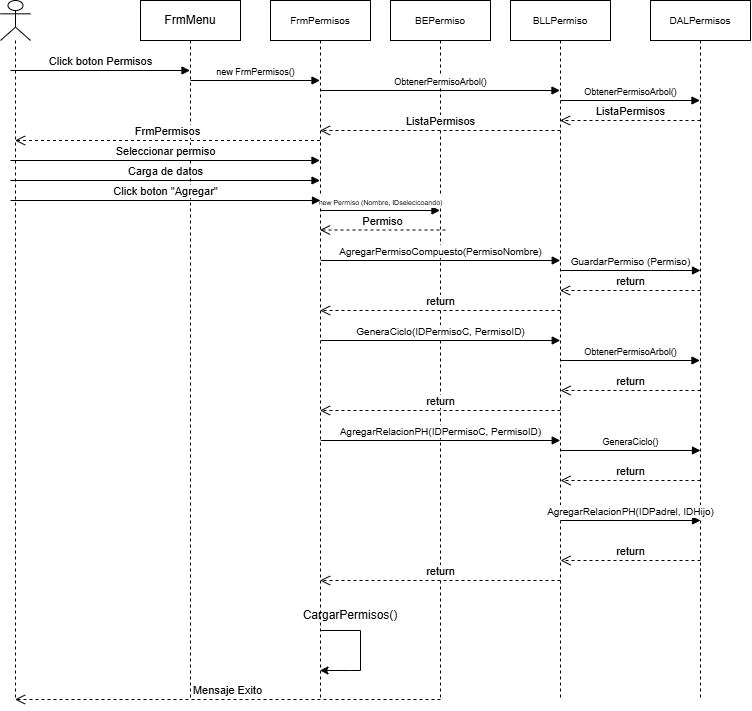 FrmMenu
FrmPermisos
BEPermiso
BLLPermiso
DALPermisos
Click boton Permisos
new FrmPermisos()
ObtenerPermisoArbol()
ObtenerPermisoArbol()
ListaPermisos
ListaPermisos
FrmPermisos
Seleccionar permiso
Carga de datos
Click boton "Agregar"
new Permiso (Nombre, IDselecicoando)
Permiso
AgregarPermisoCompuesto(PermisoNombre)
GuardarPermiso (Permiso)
return
return
GeneraCiclo(IDPermisoC, PermisoID)
ObtenerPermisoArbol()
return
return
AgregarRelacionPH(IDPermisoC, PermisoID)
GeneraCiclo()
return
AgregarRelacionPH(IDPadrel, IDHijo)
return
return
CargarPermisos()
Mensaje Exito